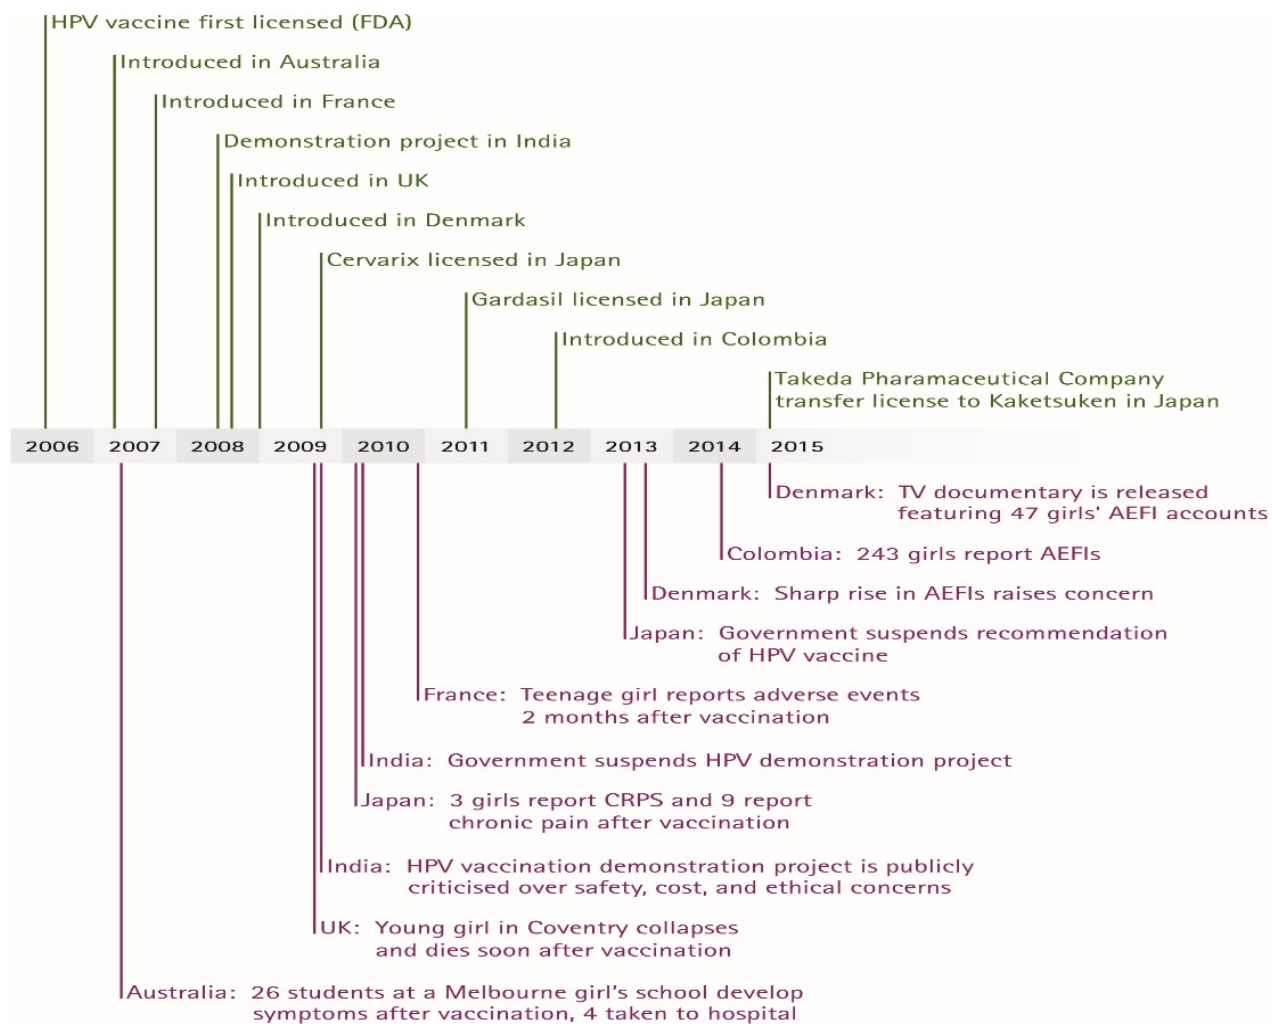 HPV vaccine first licensed (FDA)
Introduced in Australia
Introduced in France
Demonstration project in India
Introduced in UK
Introduced in Denmark
Cervarix licensed in Japan
Gardasil licensed in Japan
Introduced in Colombia
Takeda Pharamaceutical Company
transfer license to Kaketsuken in Japan
2006 2007 2008 2009 2010 2011 2012 2013 2014 2015
Denmark: TV documentary is released
featuring 47 girls' AEFI accounts
Colombia: 243 girls report AEFIs
Denmark: Sharp rise in AEFIs raises concern
Japan: Government suspends recommendation
of HPV vaccine
France: Teenage girl reports adverse events
2 months after vaccination
India: Government suspends HPV demonstration project
Japan: 3 girls report CRPS and 9 report
chronic pain after vaccination
India: HPV vaccination demonstration project is publicly
criticised over safety, cost, and ethical concerns
UK: Young girl in Coventry collapses
and dies soon after vaccination
Australia: 26 students at a Melbourne girl's school develop
symptoms after vaccination, 4 taken to hospital